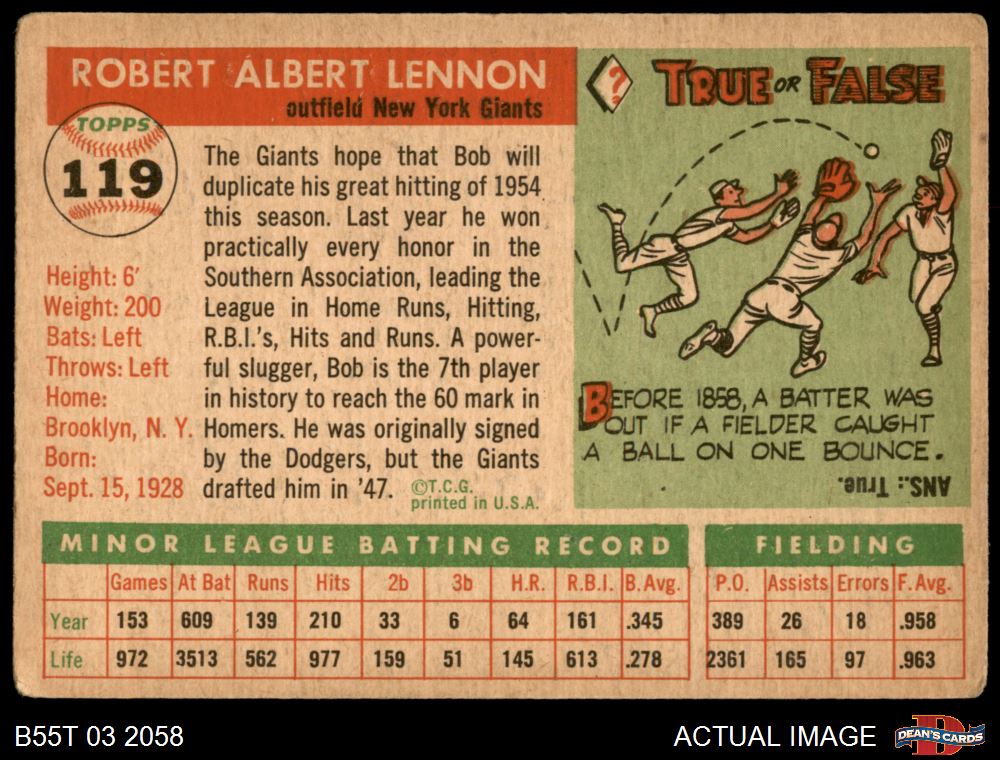 ROBERT ALBERT LENNON
outfield New York Giants
TOPPS
119
Height: 6'
Weight: 200
Bats: Left
Throws: Left
Home:
Brooklyn, N. Y.
Born:
Sept. 15, 1928
The Giants hope that Bob will
duplicate his great hitting of 1954
this season. Last year he won
practically every honor in the
Southern Association, leading the
League in Home Runs, Hitting,
R.B.I.'s, Hits and Runs. A power-
ful slugger, Bob is the 7th player
in history to reach the 60 mark in
Homers. He was originally signed
by the Dodgers, but the Giants
drafted him in '47.
©T.C.G.
printed in U.S.A.
?
TRUE OR FALSE
BEFORE 1858, A BATTER WAS
OUT IF A FIELDER CAUGHT
A BALL ON ONE BOUNCE.
ANS.: True.
MINOR LEAGUE BATTING RECORD
Games At Bat Runs Hits 2b 3b H.R. R.B.I. B. Avg.
Year 153 609 139 210 33 6 64 161 .345
Life 972 3513 562 977 159 51 145 613 .278
FIELDING
P.O. Assists Errors F. Avg.
389 26 18 .958
2361 165 97 .963
B55T 03 2058
ACTUAL IMAGE
D
DEAN'S CARDS